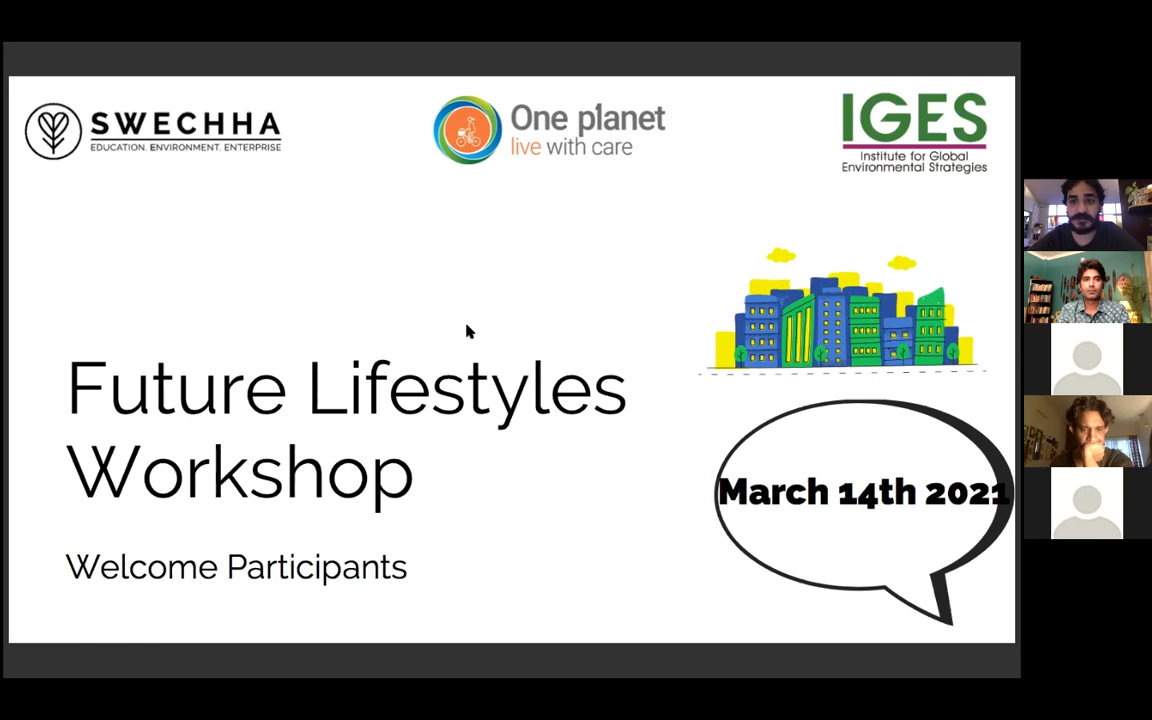 SWECHHA
EDUCATION. ENVIRONMENT. ENTERPRISE
One planet
live with care
IGES
Institute for Global
Environmental Strategies
Future Lifestyles
Workshop
Welcome Participants
March 14th 2021